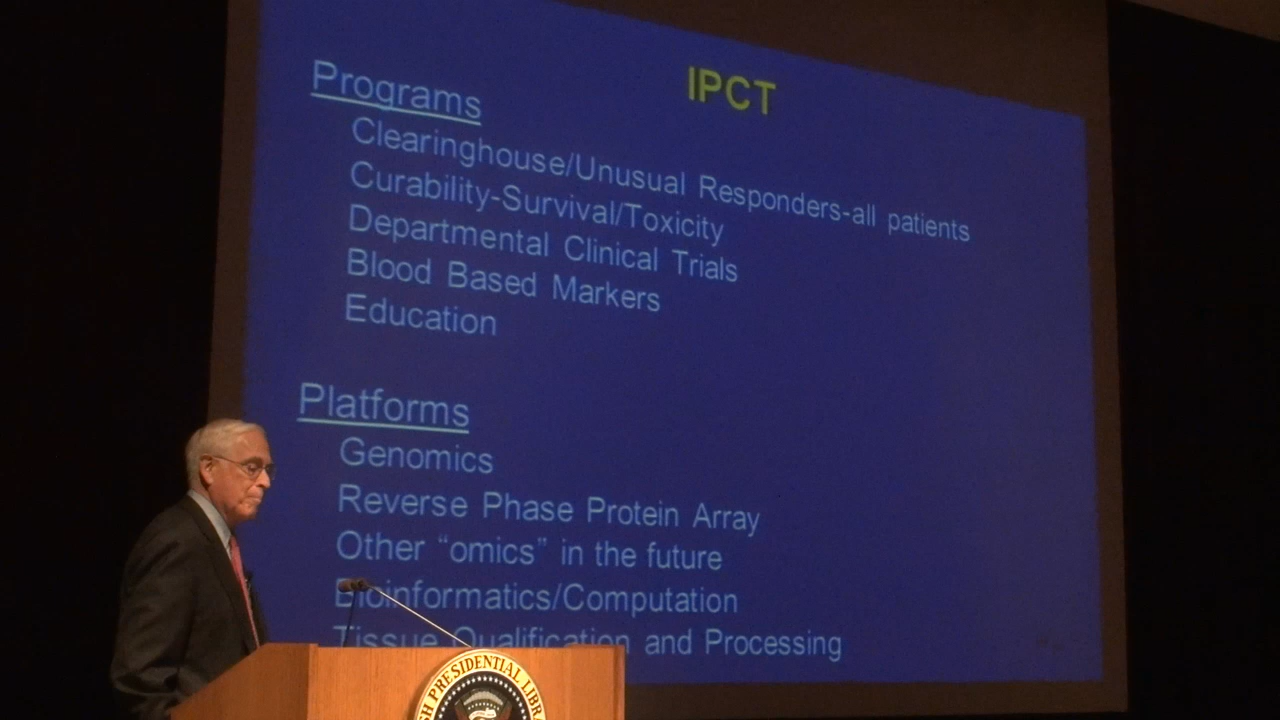 IPCT
Programs
Clearinghouse/Unusual Responders-all patients
Curability-Survival/Toxicity
Departmental Clinical Trials
Blood Based Markers
Education
Platforms
Genomics
Reverse Phase Protein Array
Other “omics” in the future
Bioinformatics/Computation
Tissue Qualification and Processing
PRESIDENTIAL